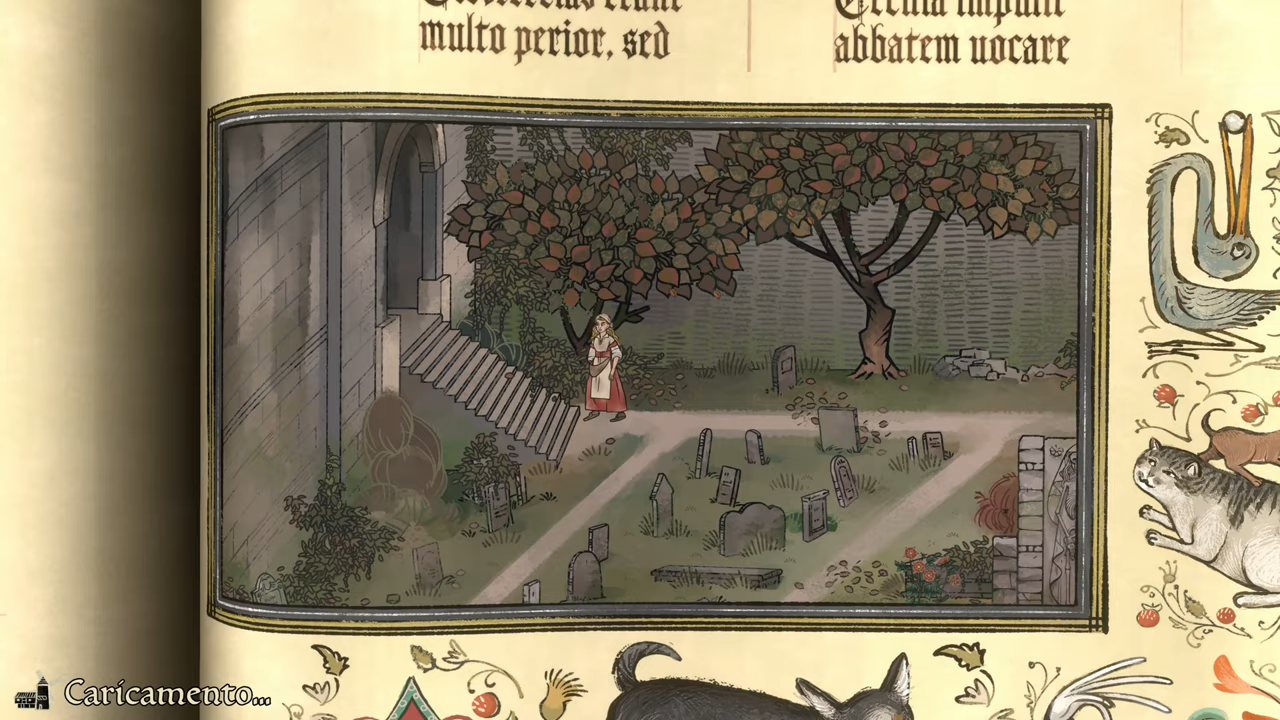 multo perior, sed
abbatem uocare
Caricamento...